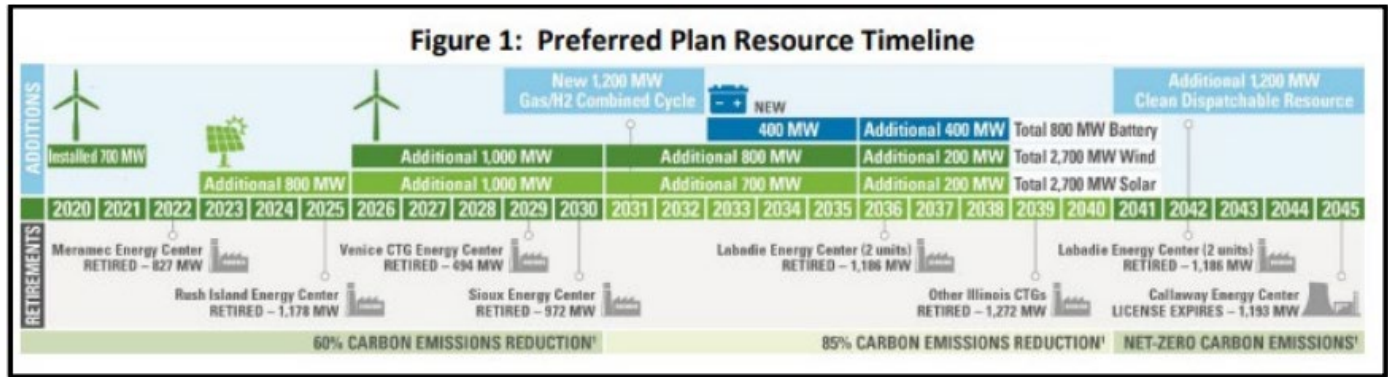 Figure 1: Preferred Plan Resource Timeline
ADDITIONS
New 1,200 MW
Gas/H2 Combined Cycle
Additional 1,200 MW
Clean Dispatchable Resource
- +
NEW
400 MW Additional 400 MW Total 800 MW Battery
Installed 700 MW Additional 1,000 MW Additional 800 MW Additional 200 MW Total 2,700 MW Wind
Additional 800 MW Additional 1,000 MW Additional 700 MW Additional 200 MW Total 2,700 MW Solar
2020 2021 2022 2023 2024 2025 2026 2027 2028 2029 2030 2031 2032 2033 2034 2035 2036 2037 2038 2039 2040 2041 2042 2043 2044 2045
RETIREMENTS
Meramec Energy Center
RETIRED – 827 MW
Venice CTG Energy Center
RETIRED – 494 MW
Labadie Energy Center (2 units)
RETIRED – 1,186 MW
Labadie Energy Center (2 units)
RETIRED – 1,186 MW
Rush Island Energy Center
RETIRED – 1,178 MW
Sioux Energy Center
RETIRED – 972 MW
Other Illinois CTGs
RETIRED – 1,272 MW
Callaway Energy Center
LICENSE EXPIRES – 1,193 MW
60% CARBON EMISSIONS REDUCTION¹ 85% CARBON EMISSIONS REDUCTION¹ NET-ZERO CARBON EMISSIONS¹